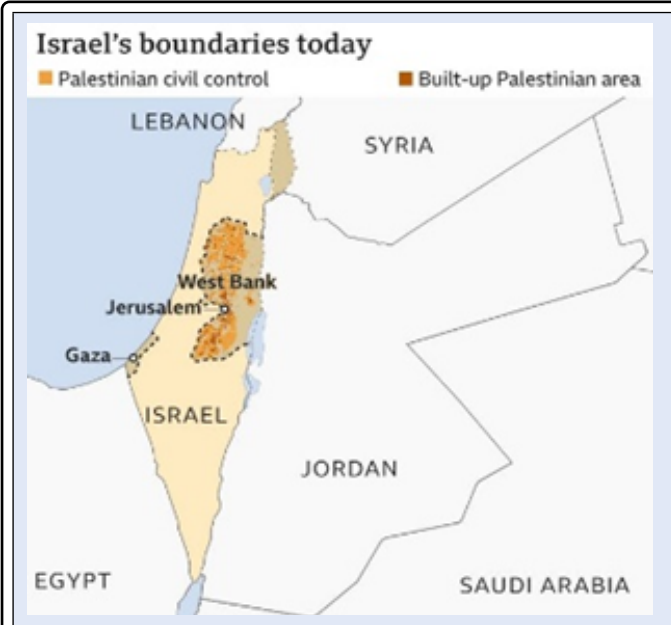 Israel's boundaries today
Palestinian civil control
Built-up Palestinian area
LEBANON
SYRIA
West Bank
Jerusalem
Gaza
ISRAEL
JORDAN
EGYPT
SAUDI ARABIA